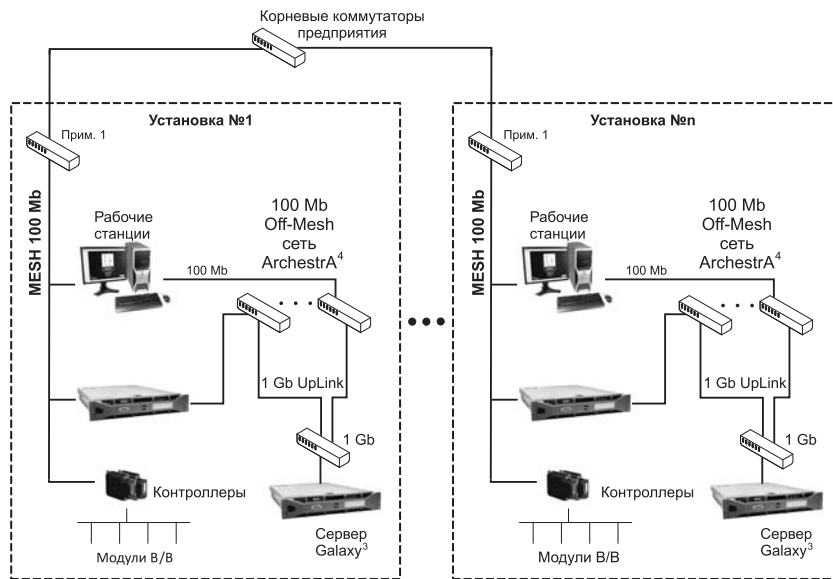 Корневые коммутаторы
предприятия
Установка №1
Прим. 1
MESH 100 Mb
Рабочие
станции
100 Mb
Off-Mesh
сеть
ArchestrA4
100 Mb
1 Gb UpLink
1 Gb
Контроллеры
Модули В/В
Сервер
Galaxy3
Установка №n
Прим. 1
MESH 100 Mb
Рабочие
станции
100 Mb
Off-Mesh
сеть
ArchestrA4
100 Mb
1 Gb UpLink
1 Gb
Контроллеры
Модули В/В
Сервер
Galaxy3